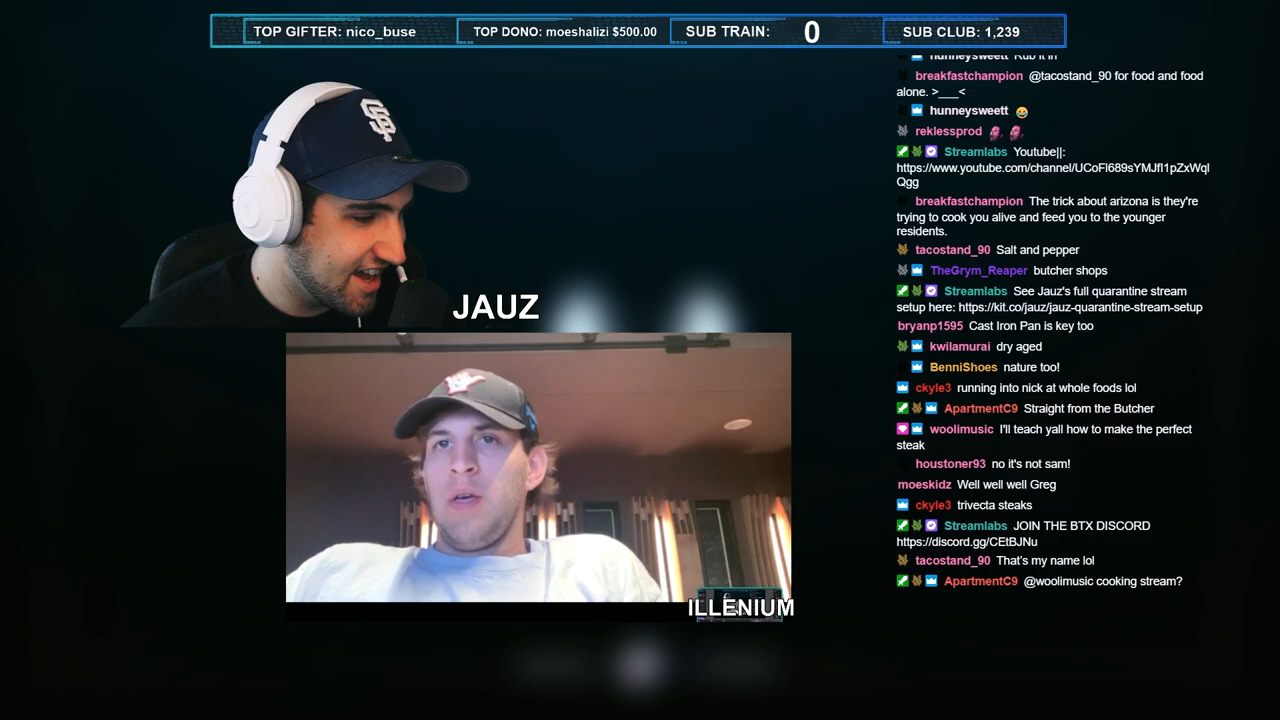 TOP GIFTER: nico_buse
TOP DONO: moeshalizi $500.00
SUB TRAIN: 0
SUB CLUB: 1,239
hunneysweett Rub it in
breakfastchampion @tacostand_90 for food and food
alone. >___<
hunneysweett
reklessprod
Streamlabs Youtube||:
https://www.youtube.com/channel/UCoFl689sYMJfI1pZxWql
Qgg
breakfastchampion The trick about arizona is they're
trying to cook you alive and feed you to the younger
residents.
tacostand_90 Salt and pepper
TheGrym_Reaper butcher shops
Streamlabs See Jauz's full quarantine stream
setup here: https://kit.co/jauz/jauz-quarantine-stream-setup
bryanp1595 Cast Iron Pan is key too
kwilamurai dry aged
BenniShoes nature too!
ckyle3 running into nick at whole foods lol
ApartmentC9 Straight from the Butcher
woolimusic I'll teach yall how to make the perfect
steak
houstoner93 no it's not sam!
moeskidz Well well well Greg
ckyle3 trivecta steaks
Streamlabs JOIN THE BTX DISCORD
https://discord.gg/CEtBJNu
tacostand_90 That's my name lol
ApartmentC9 @woolimusic cooking stream?
SF
JAUZ
ILLENIUM